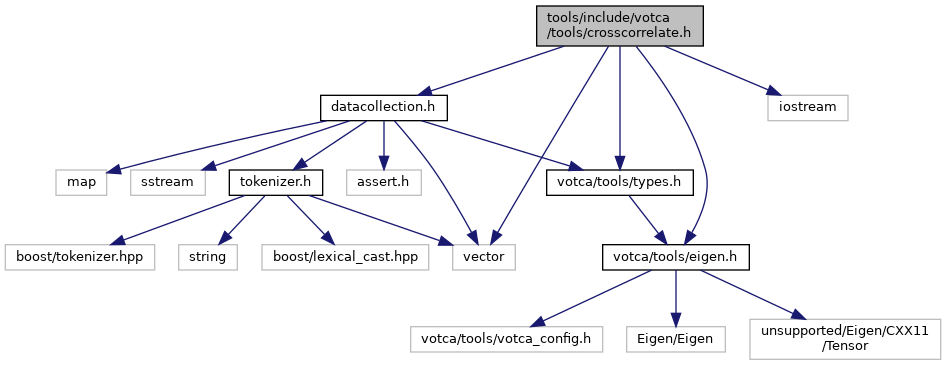 tools/include/votca
/tools/crosscorrelate.h
datacollection.h
iostream
map
sstream
tokenizer.h
assert.h
votca/tools/types.h
boost/tokenizer.hpp
string
boost/lexical_cast.hpp
vector
votca/tools/eigen.h
votca/tools/votca_config.h
Eigen/Eigen
unsupported/Eigen/CXX11
/Tensor